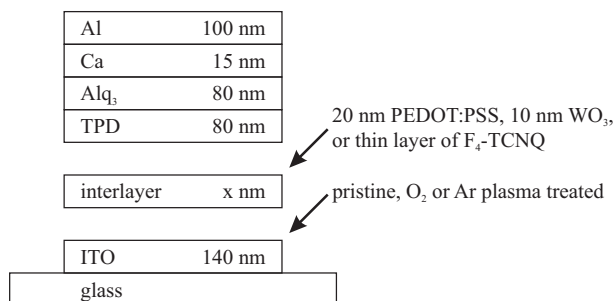 Al 100 nm
Ca 15 nm
Alq₃ 80 nm
TPD 80 nm
20 nm PEDOT:PSS, 10 nm WO₃,
or thin layer of F₄-TCNQ
interlayer x nm
pristine, O₂ or Ar plasma treated
ITO 140 nm
glass